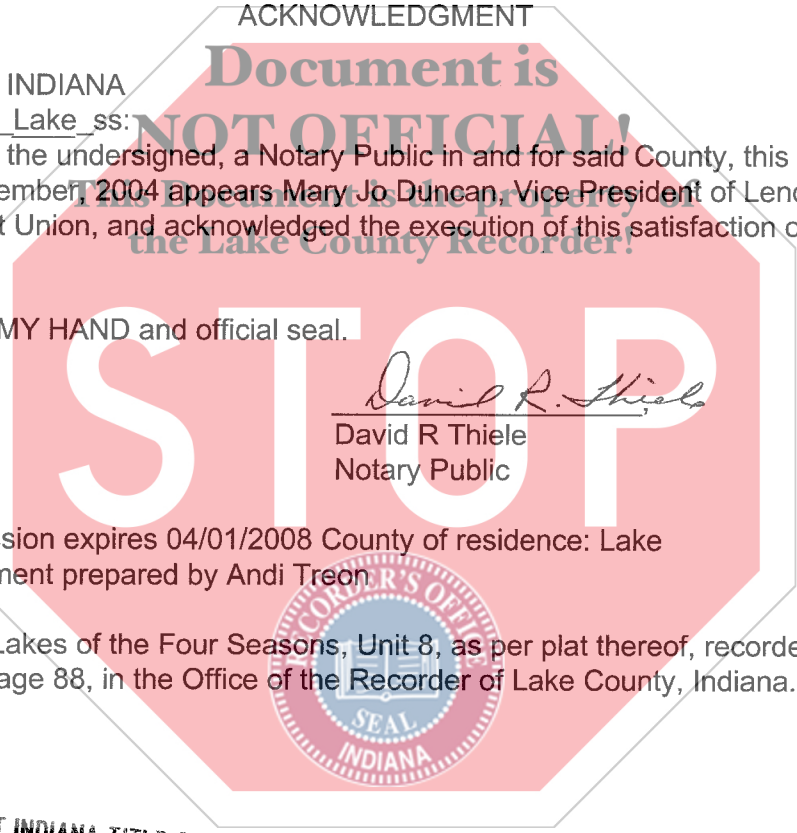 ACKNOWLEDGMENT
Document is
INDIANA
_Lake_ss:
NOT OFFICIAL!
the undersigned, a Notary Public in and for said County, this
ember, 2004 appears Mary Jo Duncan, Vice President of Lend
This Document is the property of
t Union, and acknowledged the execution of this satisfaction o
the Lake County Recorder!
MY HAND and official seal.
STOP
David R. Thiele
David R Thiele
Notary Public
sion expires 04/01/2008 County of residence: Lake
ment prepared by Andi Treon
RECORDER'S OFFICE
Lakes of the Four Seasons, Unit 8, as per plat thereof, recorde
age 88, in the Office of the Recorder of Lake County, Indiana.
SEAL
INDIANA
INDIANA TITLE